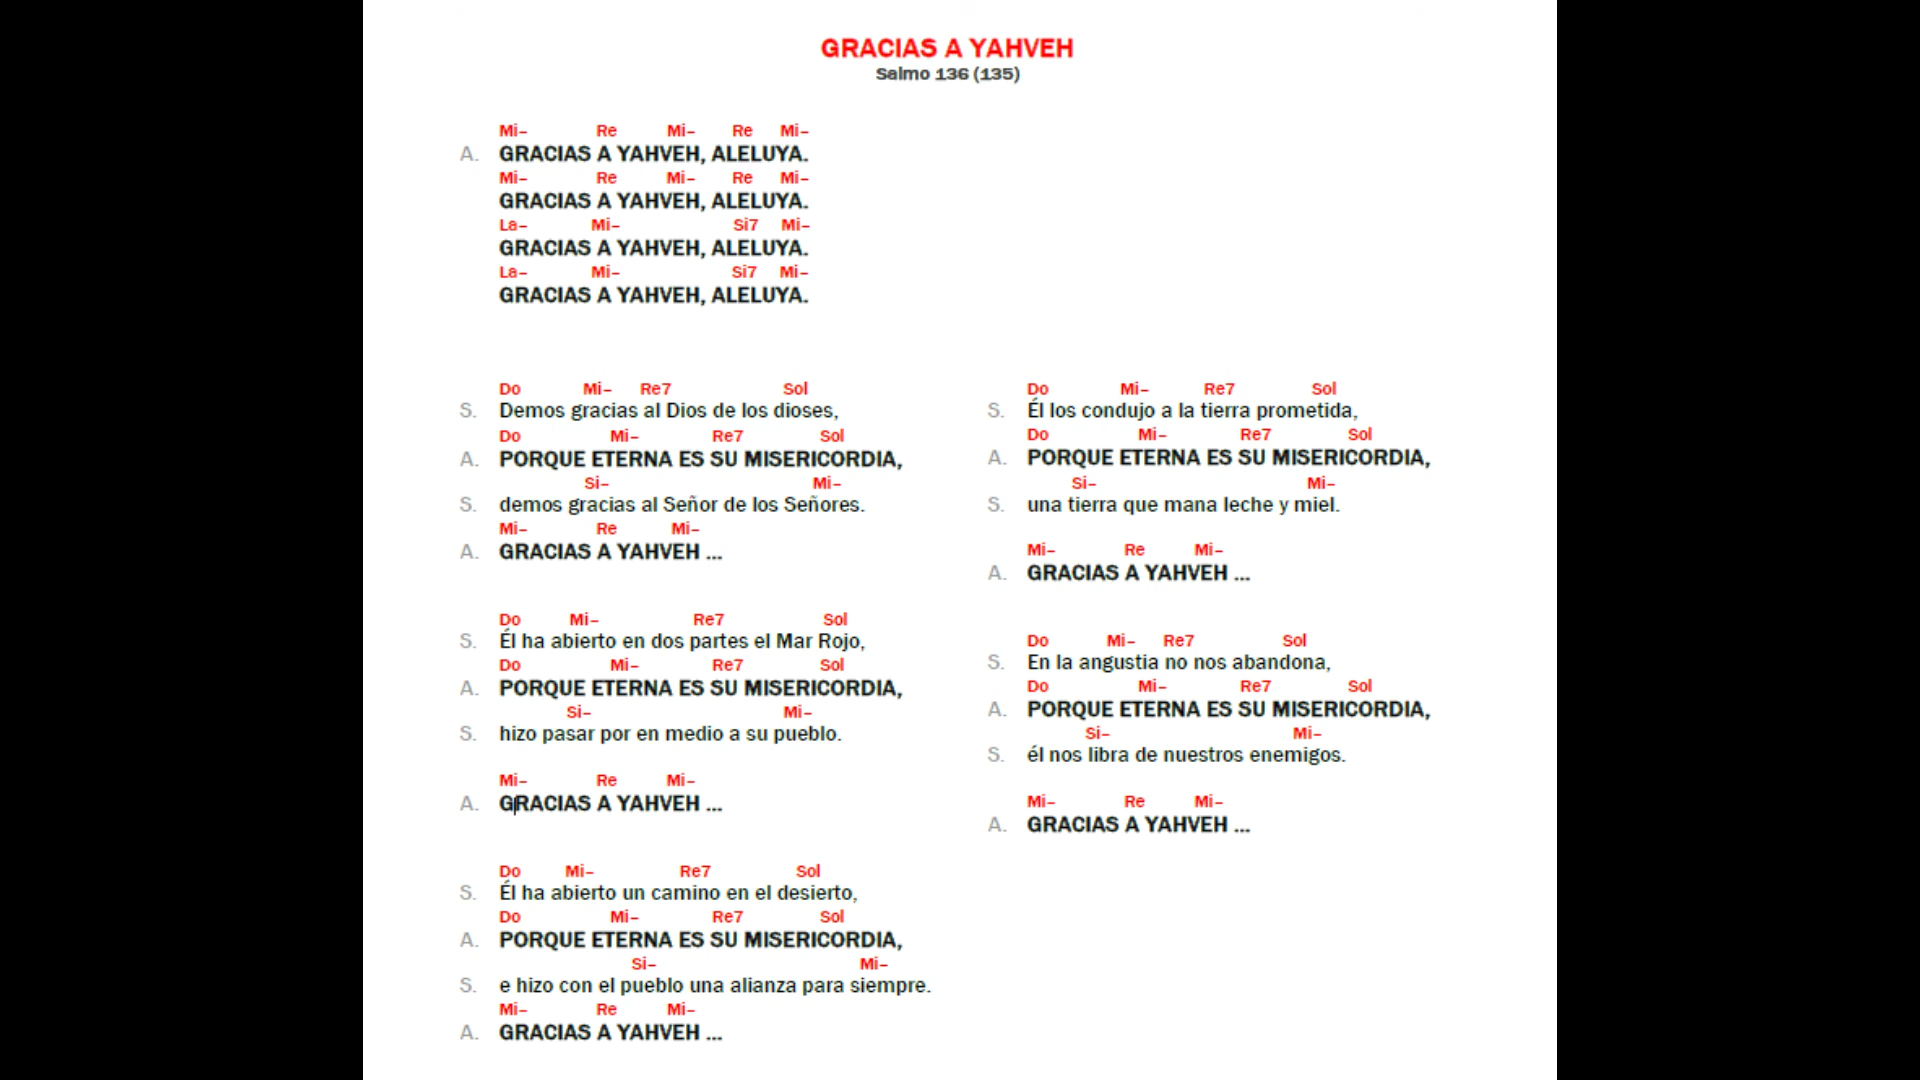 GRACIAS A YAHVEH
Salmo 136 (135)
Mi– Re Mi– Re Mi–
A. GRACIAS A YAHVEH, ALELUYA.
Mi– Re Mi– Re Mi–
GRACIAS A YAHVEH, ALELUYA.
La– Mi– Si7 Mi–
GRACIAS A YAHVEH, ALELUYA.
La– Mi– Si7 Mi–
GRACIAS A YAHVEH, ALELUYA.
Do Mi– Re7 Sol
S. Demos gracias al Dios de los dioses,
Do Mi– Re7 Sol
A. PORQUE ETERNA ES SU MISERICORDIA,
Si– Mi–
S. demos gracias al Señor de los Señores.
Mi– Re Mi–
A. GRACIAS A YAHVEH ...
Do Mi– Re7 Sol
S. Él ha abierto en dos partes el Mar Rojo,
Do Mi– Re7 Sol
A. PORQUE ETERNA ES SU MISERICORDIA,
Si– Mi–
S. hizo pasar por en medio a su pueblo.
Mi– Re Mi–
A. GRACIAS A YAHVEH ...
Do Mi– Re7 Sol
S. Él ha abierto un camino en el desierto,
Do Mi– Re7 Sol
A. PORQUE ETERNA ES SU MISERICORDIA,
Si– Mi–
S. e hizo con el pueblo una alianza para siempre.
Mi– Re Mi–
A. GRACIAS A YAHVEH ...
Do Mi– Re7 Sol
S. Él los condujo a la tierra prometida,
Do Mi– Re7 Sol
A. PORQUE ETERNA ES SU MISERICORDIA,
Si– Mi–
S. una tierra que mana leche y miel.
Mi– Re Mi–
A. GRACIAS A YAHVEH ...
Do Mi– Re7 Sol
S. En la angustia no nos abandona,
Do Mi– Re7 Sol
A. PORQUE ETERNA ES SU MISERICORDIA,
Si– Mi–
S. él nos libra de nuestros enemigos.
Mi– Re Mi–
A. GRACIAS A YAHVEH ...